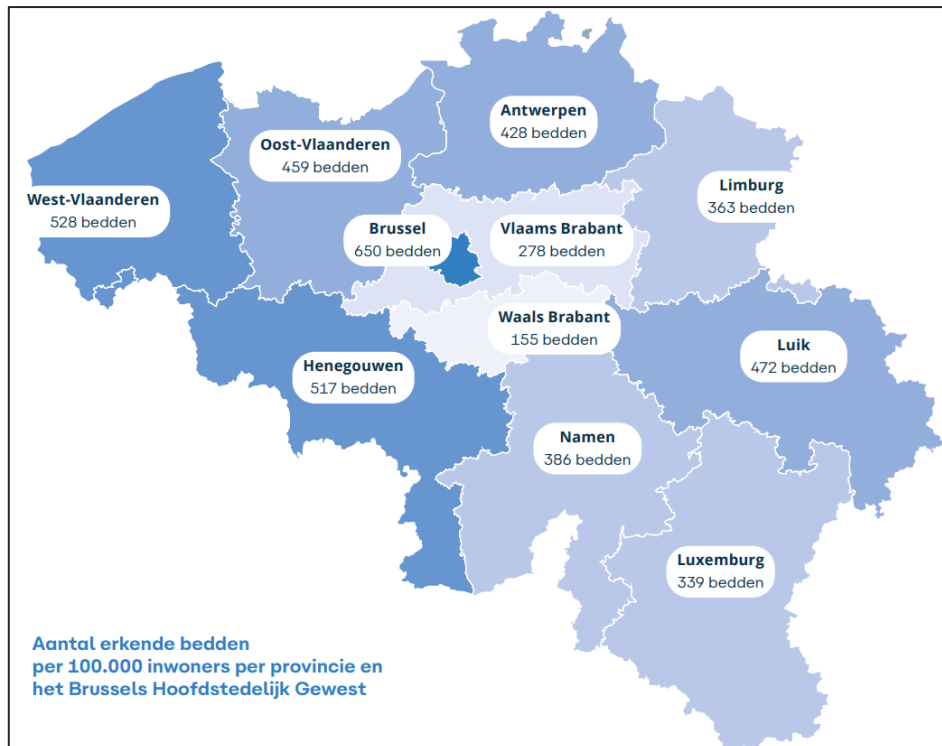 Antwerpen
428 bedden
Oost-Vlaanderen
459 bedden
Limburg
363 bedden
West-Vlaanderen
528 bedden
Brussel
650 bedden
Vlaams Brabant
278 bedden
Waals Brabant
155 bedden
Luik
472 bedden
Henegouwen
517 bedden
Namen
386 bedden
Luxemburg
339 bedden
Aantal erkende bedden
per 100.000 inwoners per provincie en
het Brussels Hoofdstedelijk Gewest